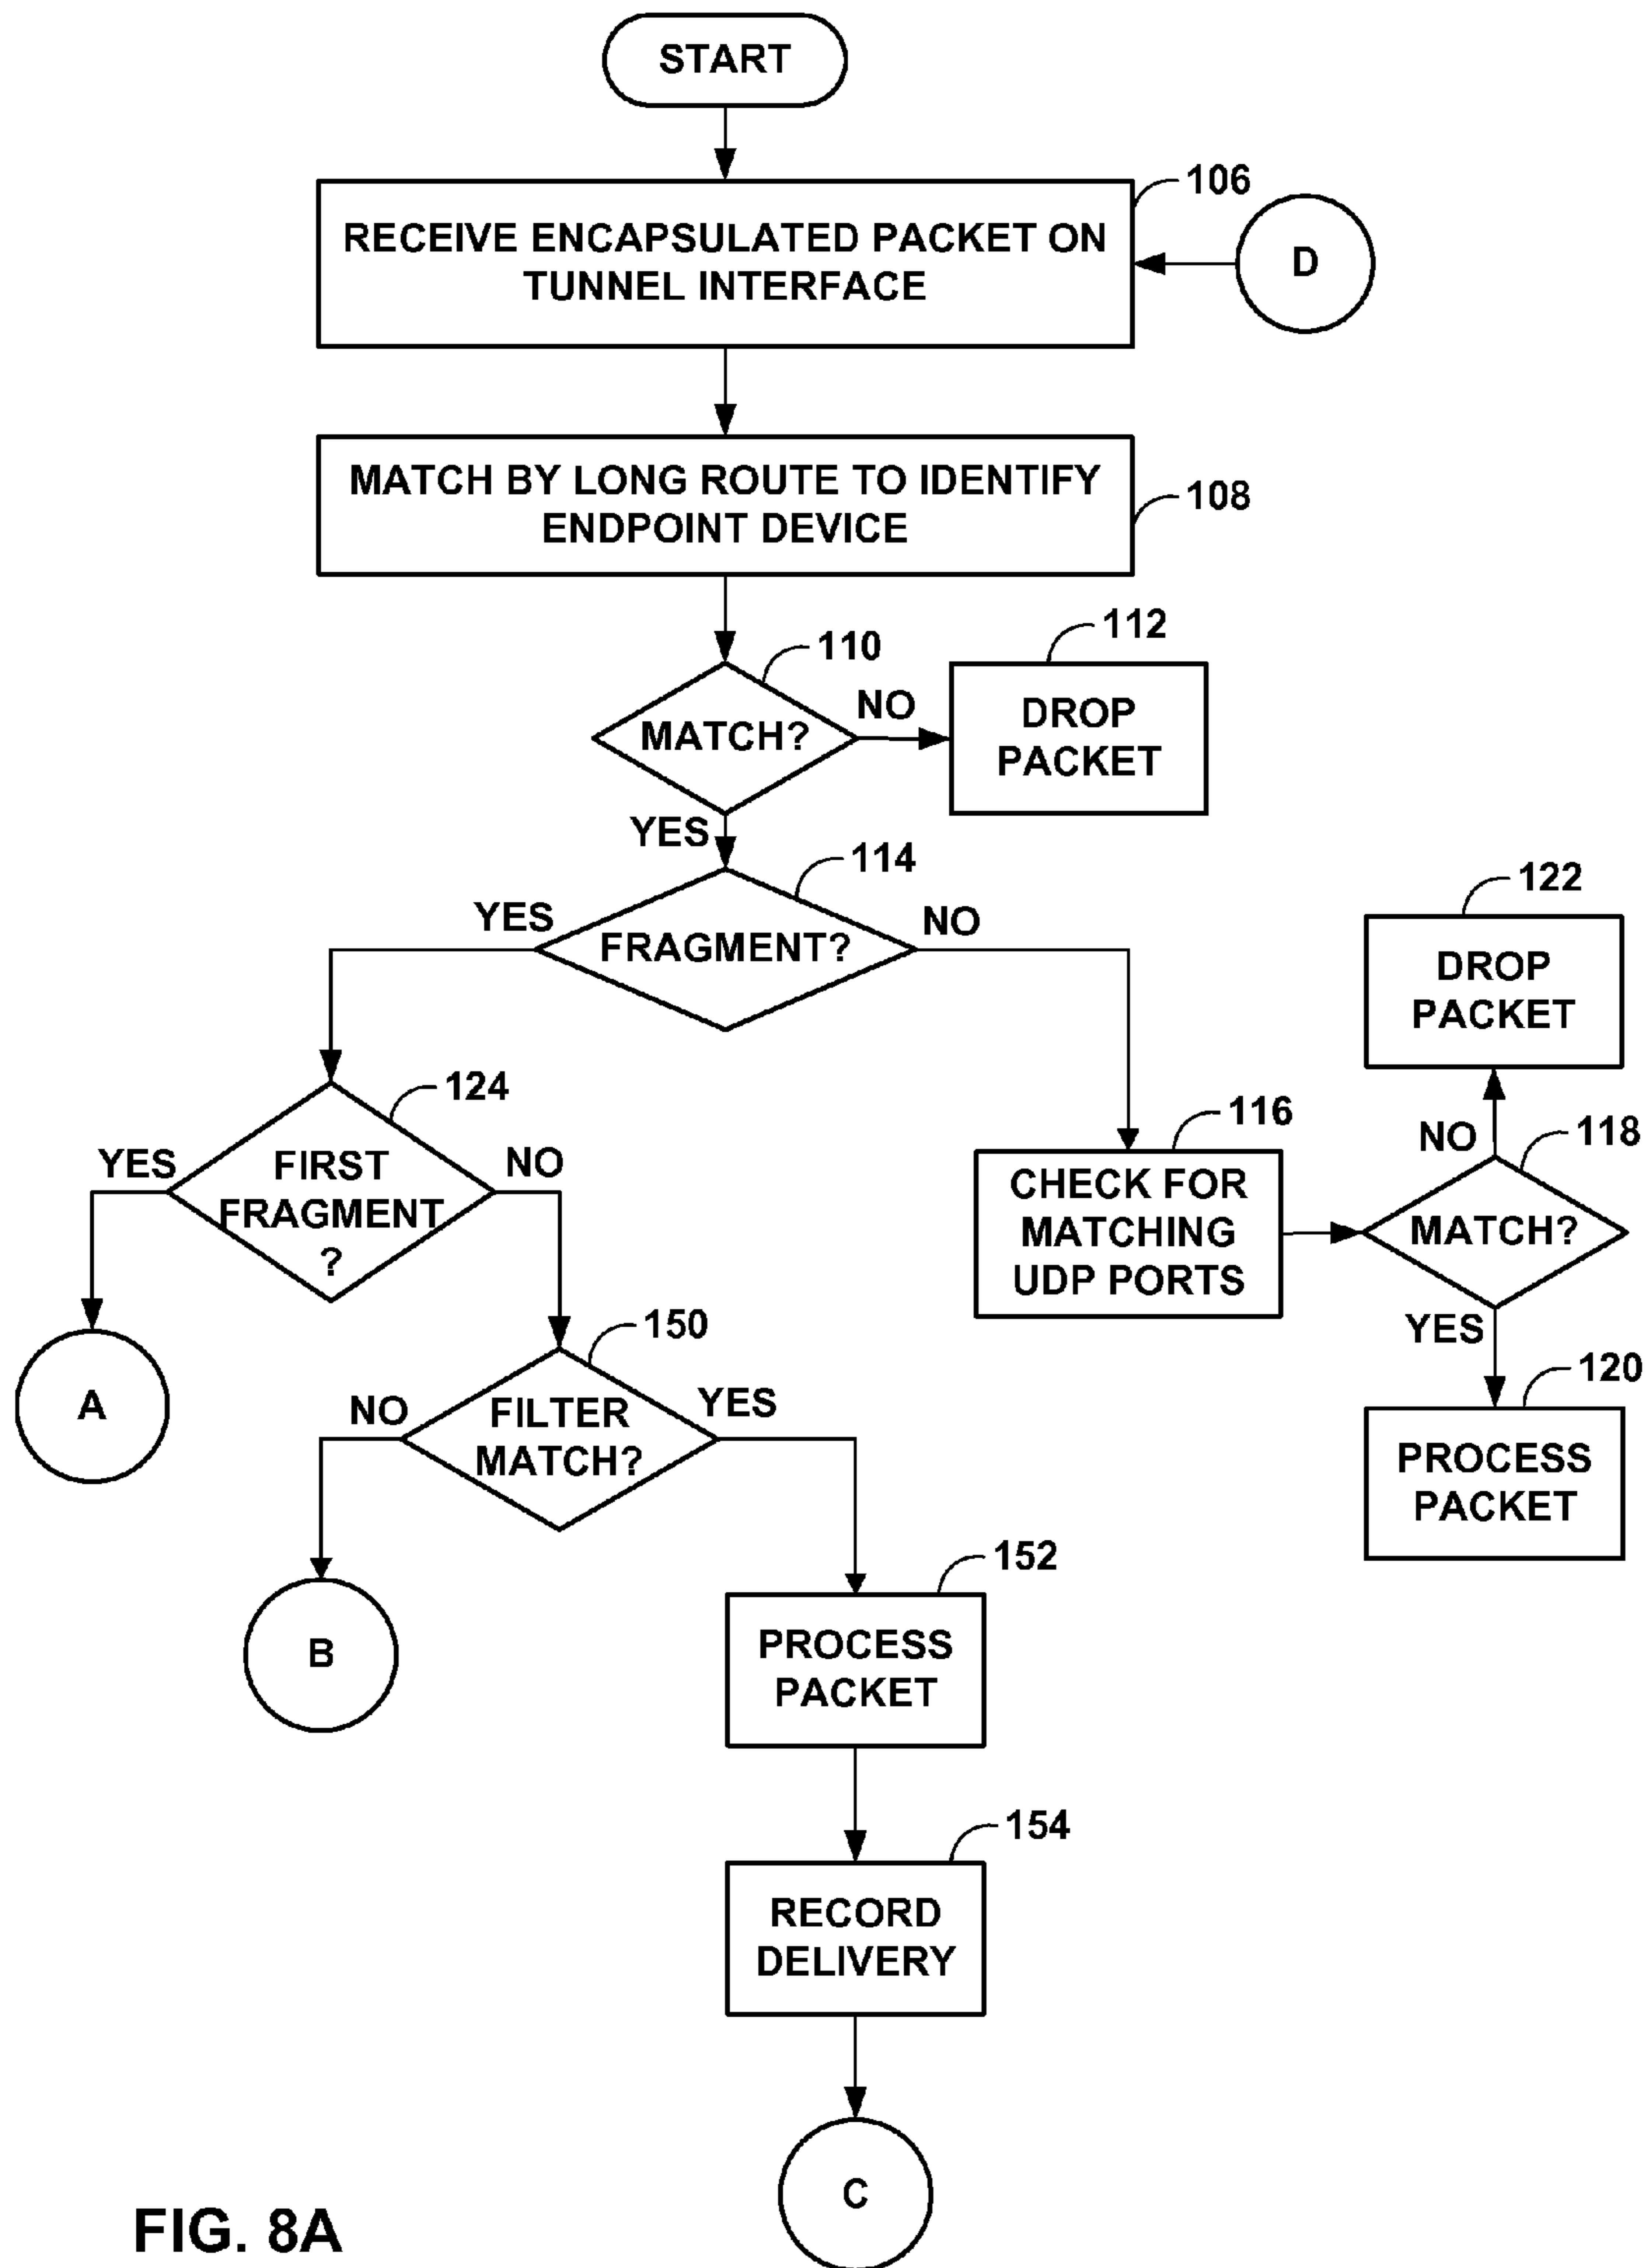 START
106
RECEIVE ENCAPSULATED PACKET ON
TUNNEL INTERFACE
D
MATCH BY LONG ROUTE TO IDENTIFY
ENDPOINT DEVICE
108
110
MATCH?
NO
112
DROP
PACKET
YES
114
FRAGMENT?
YES
NO
122
DROP
PACKET
124
FIRST
FRAGMENT
?
YES
NO
116
CHECK FOR
MATCHING
UDP PORTS
NO
118
MATCH?
YES
120
PROCESS
PACKET
A
150
FILTER
MATCH?
NO
YES
B
152
PROCESS
PACKET
154
RECORD
DELIVERY
C
FIG. 8A